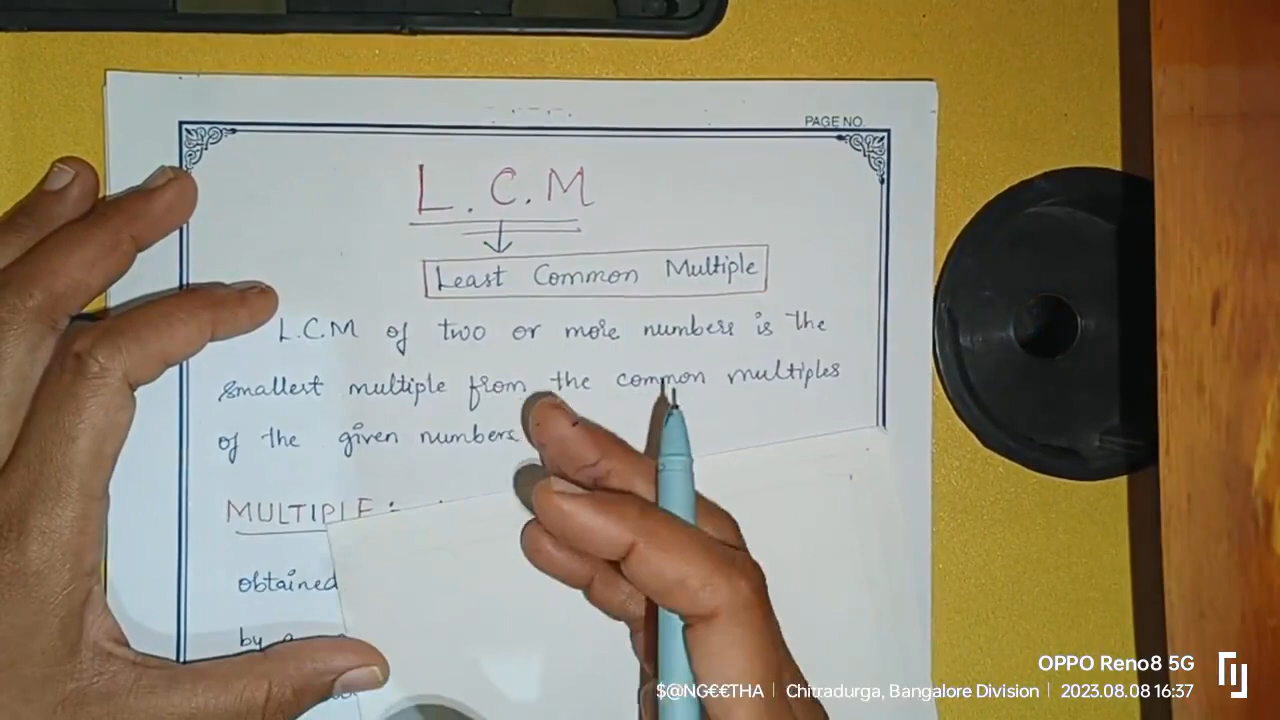 PAGE NO.
L.C.M
Least Common Multiple
L.C.M of two or more numbers is the
smallest multiple from the common multiples
of the given numbers
MULTIPLE :
obtained
by a
OPPO Reno8 5G
$@NG€€THA | Chitradurga, Bangalore Division | 2023.08.08 16:37